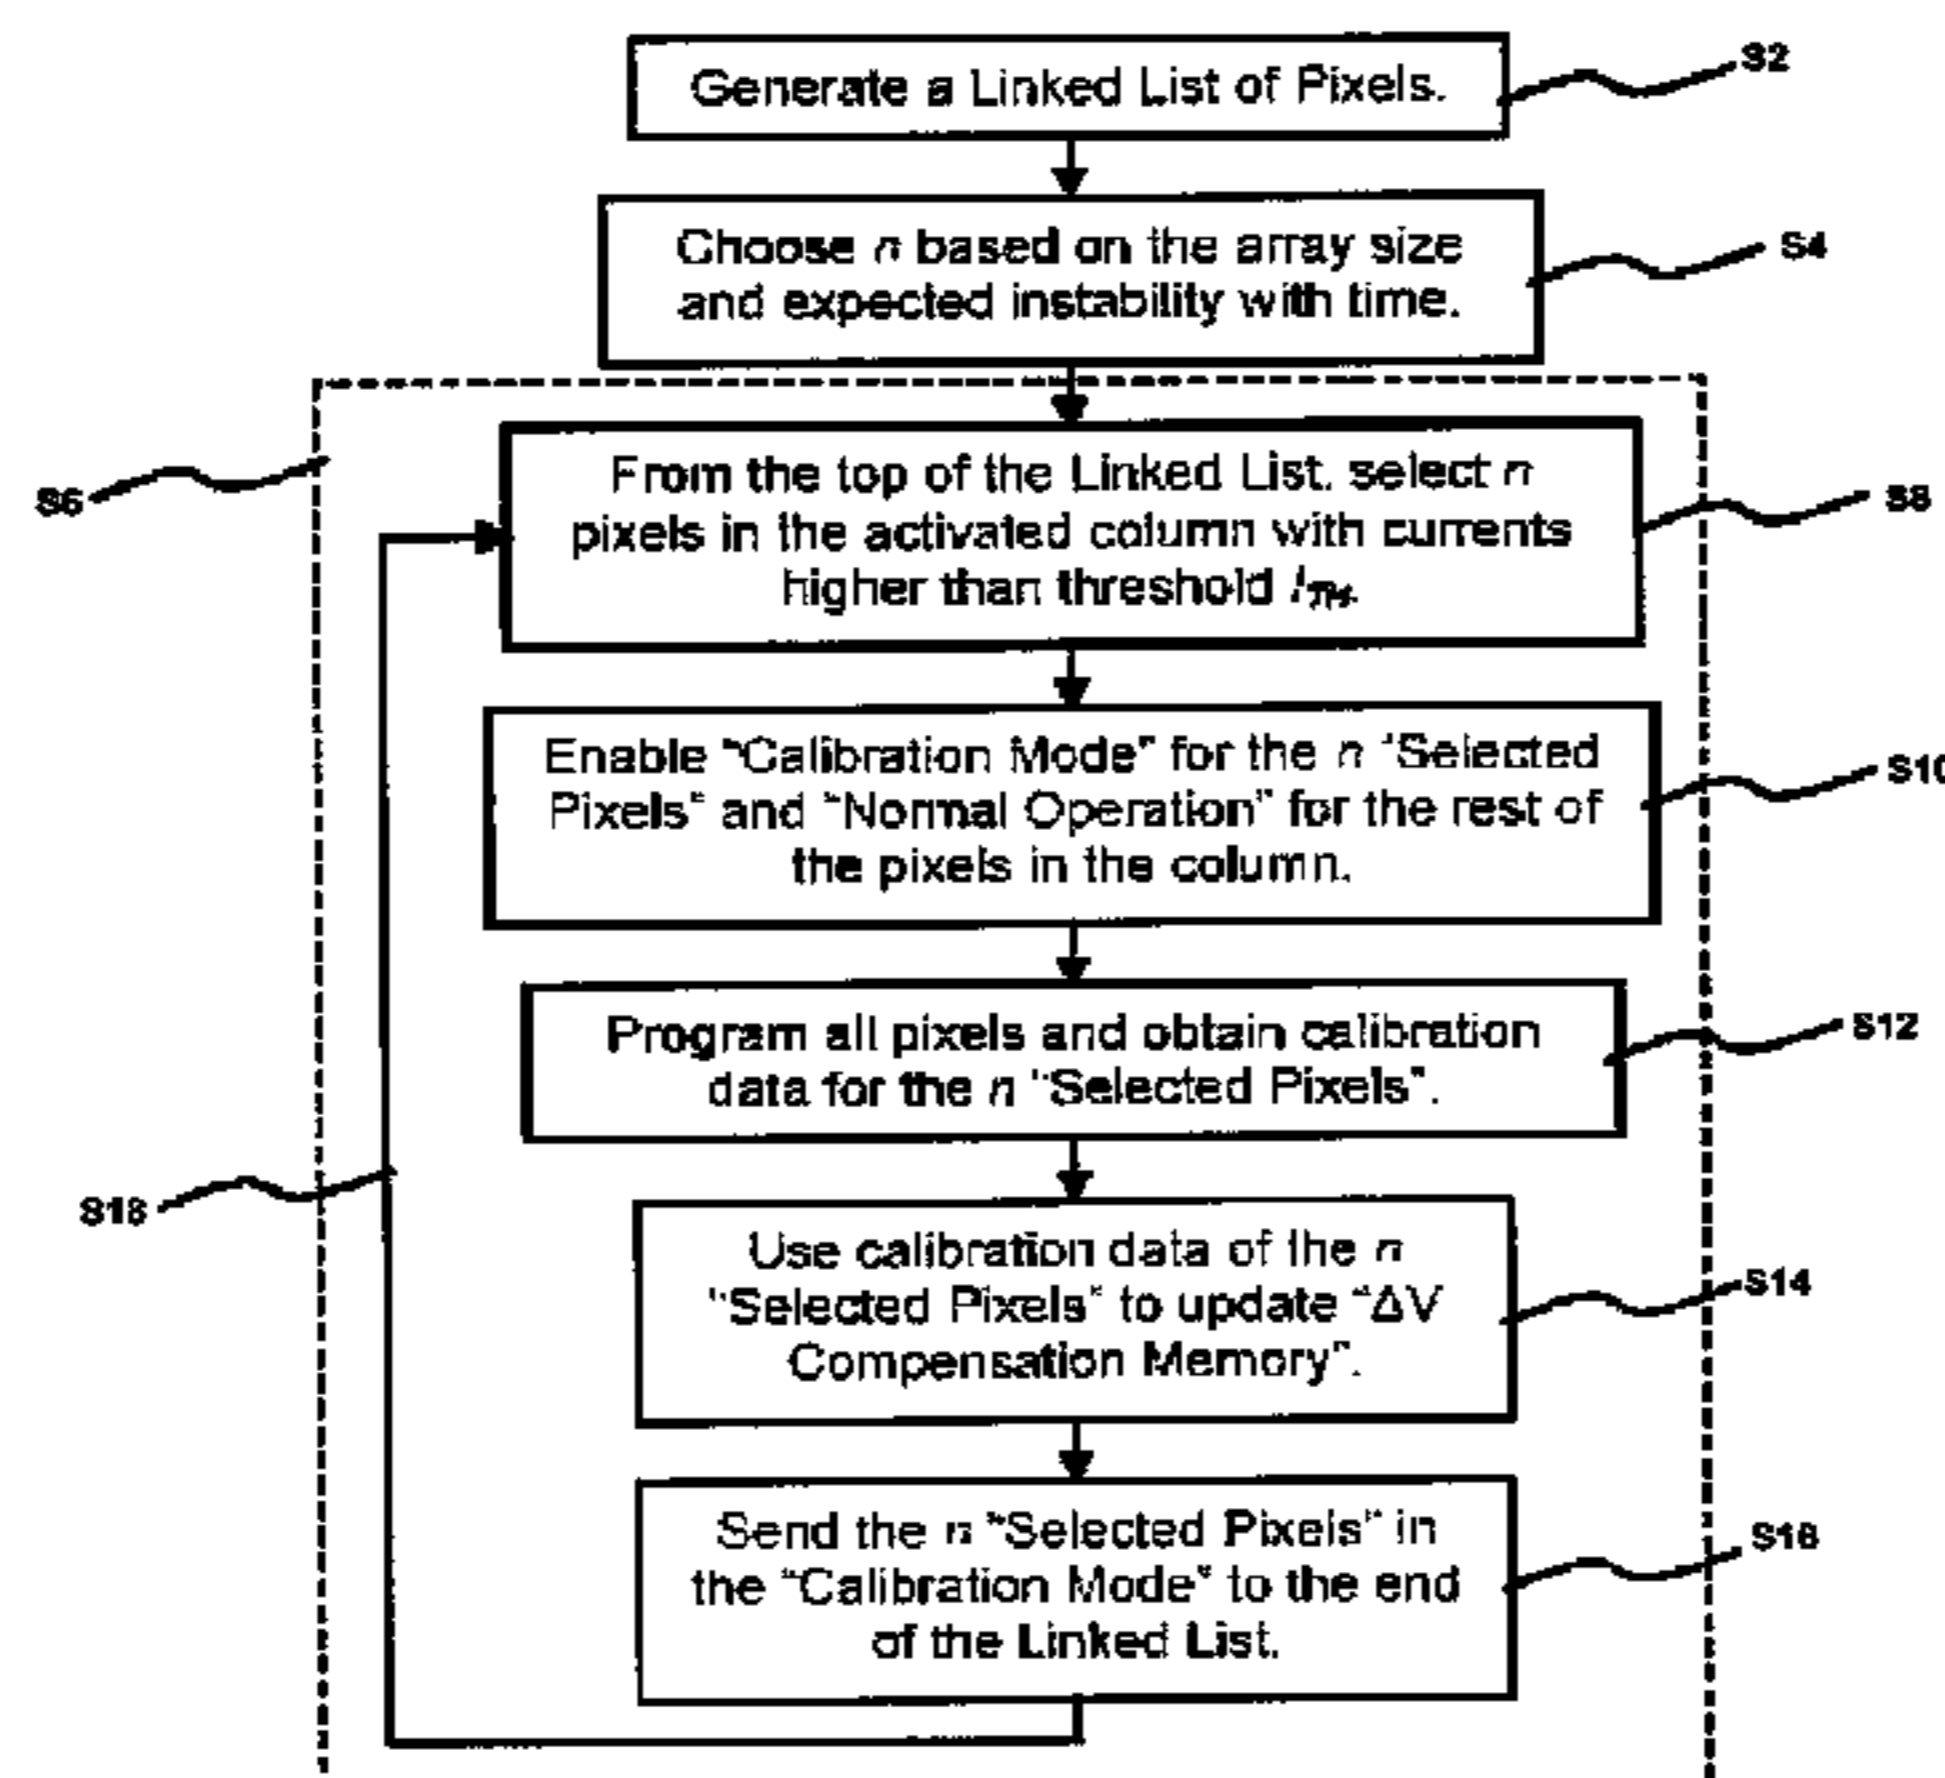 Generate a Linked List of Pixels.
S2
Choose n based on the array size
and expected instability with time.
S4
S6
From the top of the Linked List, select n
pixels in the activated column with currents
higher than threshold I_TH.
S8
Enable "Calibration Mode" for the n "Selected
Pixels" and "Normal Operation" for the rest of
the pixels in the column.
S10
Program all pixels and obtain calibration
data for the n "Selected Pixels".
S12
S18
Use calibration data of the n
"Selected Pixels" to update "ΔV
Compensation Memory".
S14
Send the n "Selected Pixels" in
the "Calibration Mode" to the end
of the Linked List.
S16